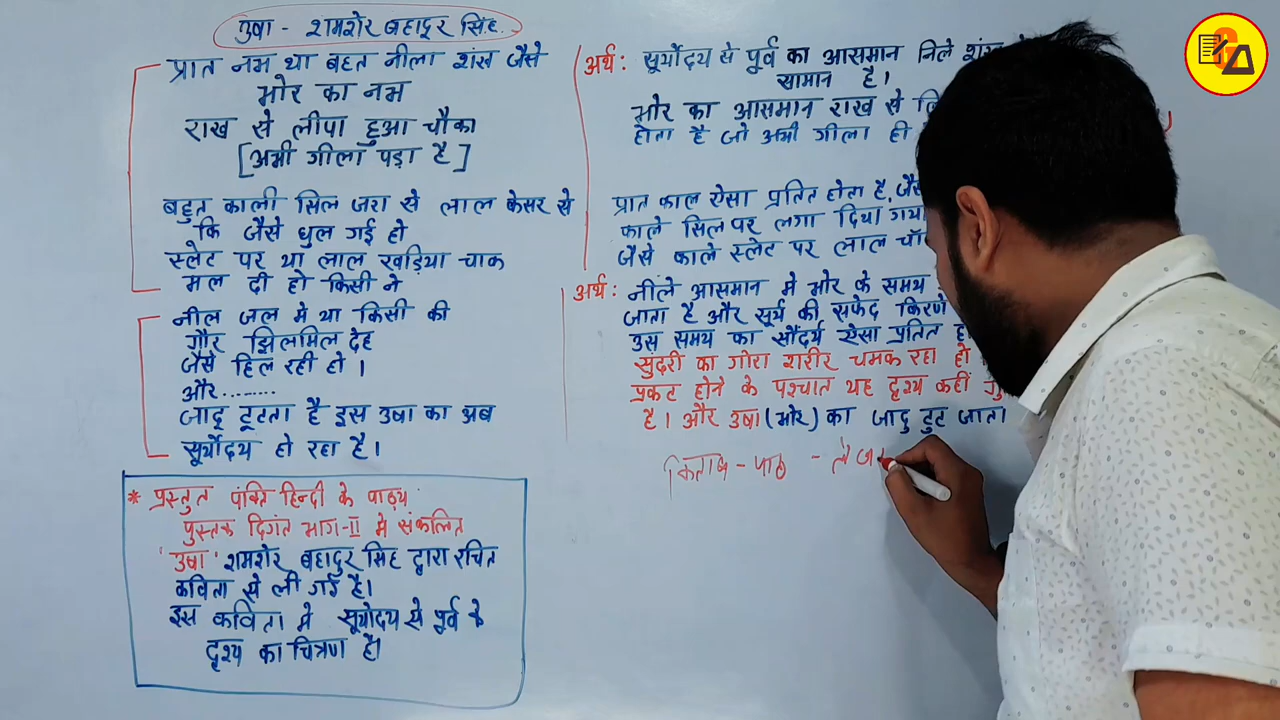 उषा - शमशेर बहादूर सिंह
प्रात नभ था बहुत नीला शंख जैसे
भोर का नभ
राख से लीपा हुआ चौका
[अभी गीला पड़ा है]
बहुत काली सिल जरा से लाल केसर से
कि जैसे धुल गई हो
स्लेट पर या लाल खड़िया चाक
मल दी हो किसी ने
नील जल मे या किसी की
गौर झिलमिल देह
जैसे हिल रही हो।
और........
जादू टूटता है इस उषा का अब
सूर्योदय हो रहा है।
* प्रस्तुत पंक्ति हिन्दी के पाठ्य
पुस्तक दिगंत भाग-II मे संकलित
'उषा' शमशेर बहादुर सिंह द्वारा रचित
कविता से ली गई है।
इस कविता मे सूर्योदय से पूर्व के
दृश्य का चित्रण है।
अर्थ: सूर्योदय से पूर्व का आसमान निले शंख
सामान है।
भोर का आसमान राख से
होता है जो अभी गीला ही
प्रात काल ऐसा प्रतित होता है, जैसे
काले सिल पर लगा दिया गया
जैसे काले स्लेट पर लाल
अर्थ: नीले आसमान मे भोर के समय
जाता है और सूर्य की सफेद किरणे
उस समय का सौंदर्य ऐसा प्रतित
सुंदरी का गोरा शरीर चमक रहा हो
प्रकट होने के पश्चात यह दृश्य कहीं
है। और उषा (भोर) का जादु टुट जाता
किताब - पाठ -